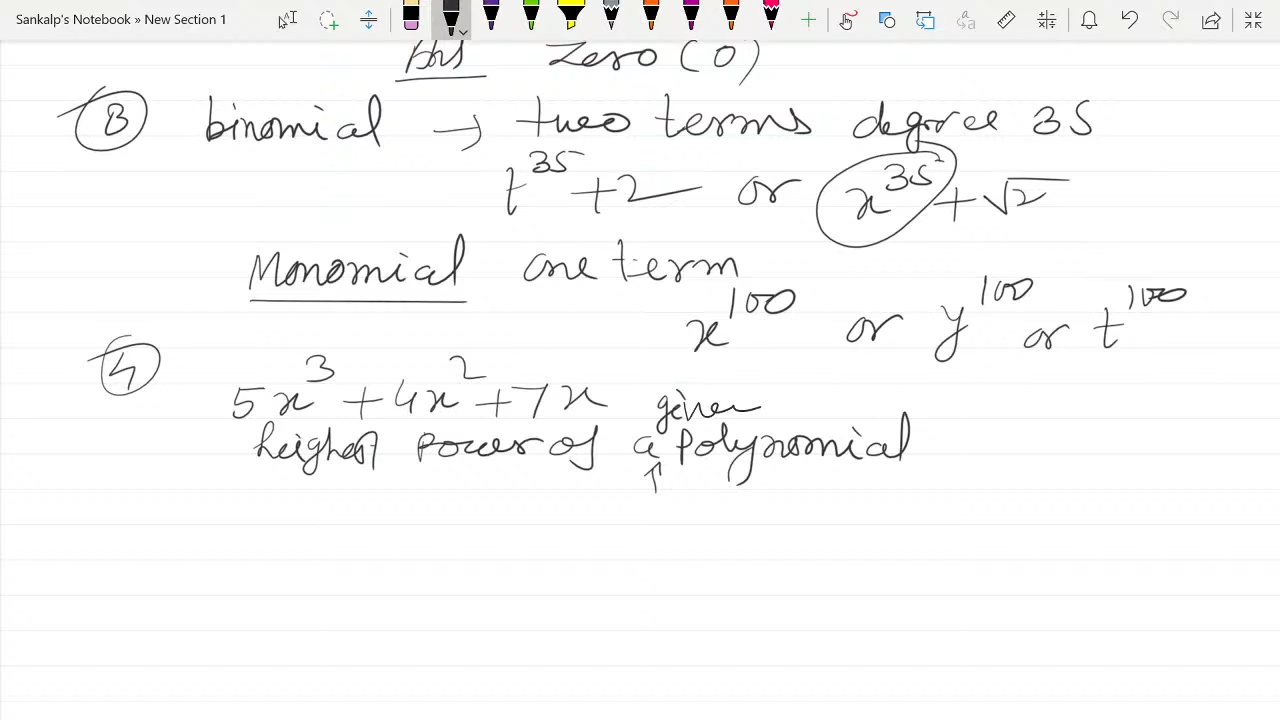 Sankalp's Notebook » New Section 1
Ans Zero (0)
3 binomial → two terms degree 35
t³⁵ + 2 or x³⁵ + √2
Monomial one term
x¹⁰⁰ or y¹⁰⁰ or t¹⁰⁰
4
5x³ + 4x² + 7x given
highest power of a polynomial